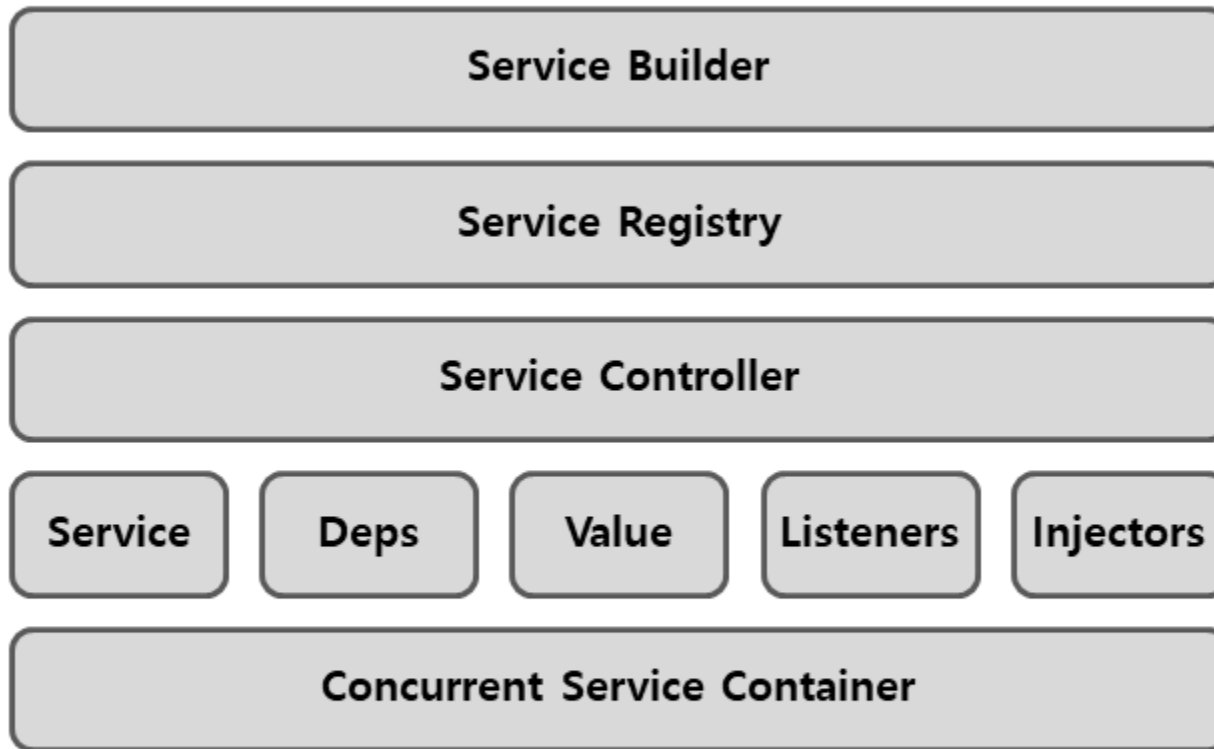 Service Builder
Service Registry
Service Controller
Service Deps Value Listeners Injectors
Concurrent Service Container